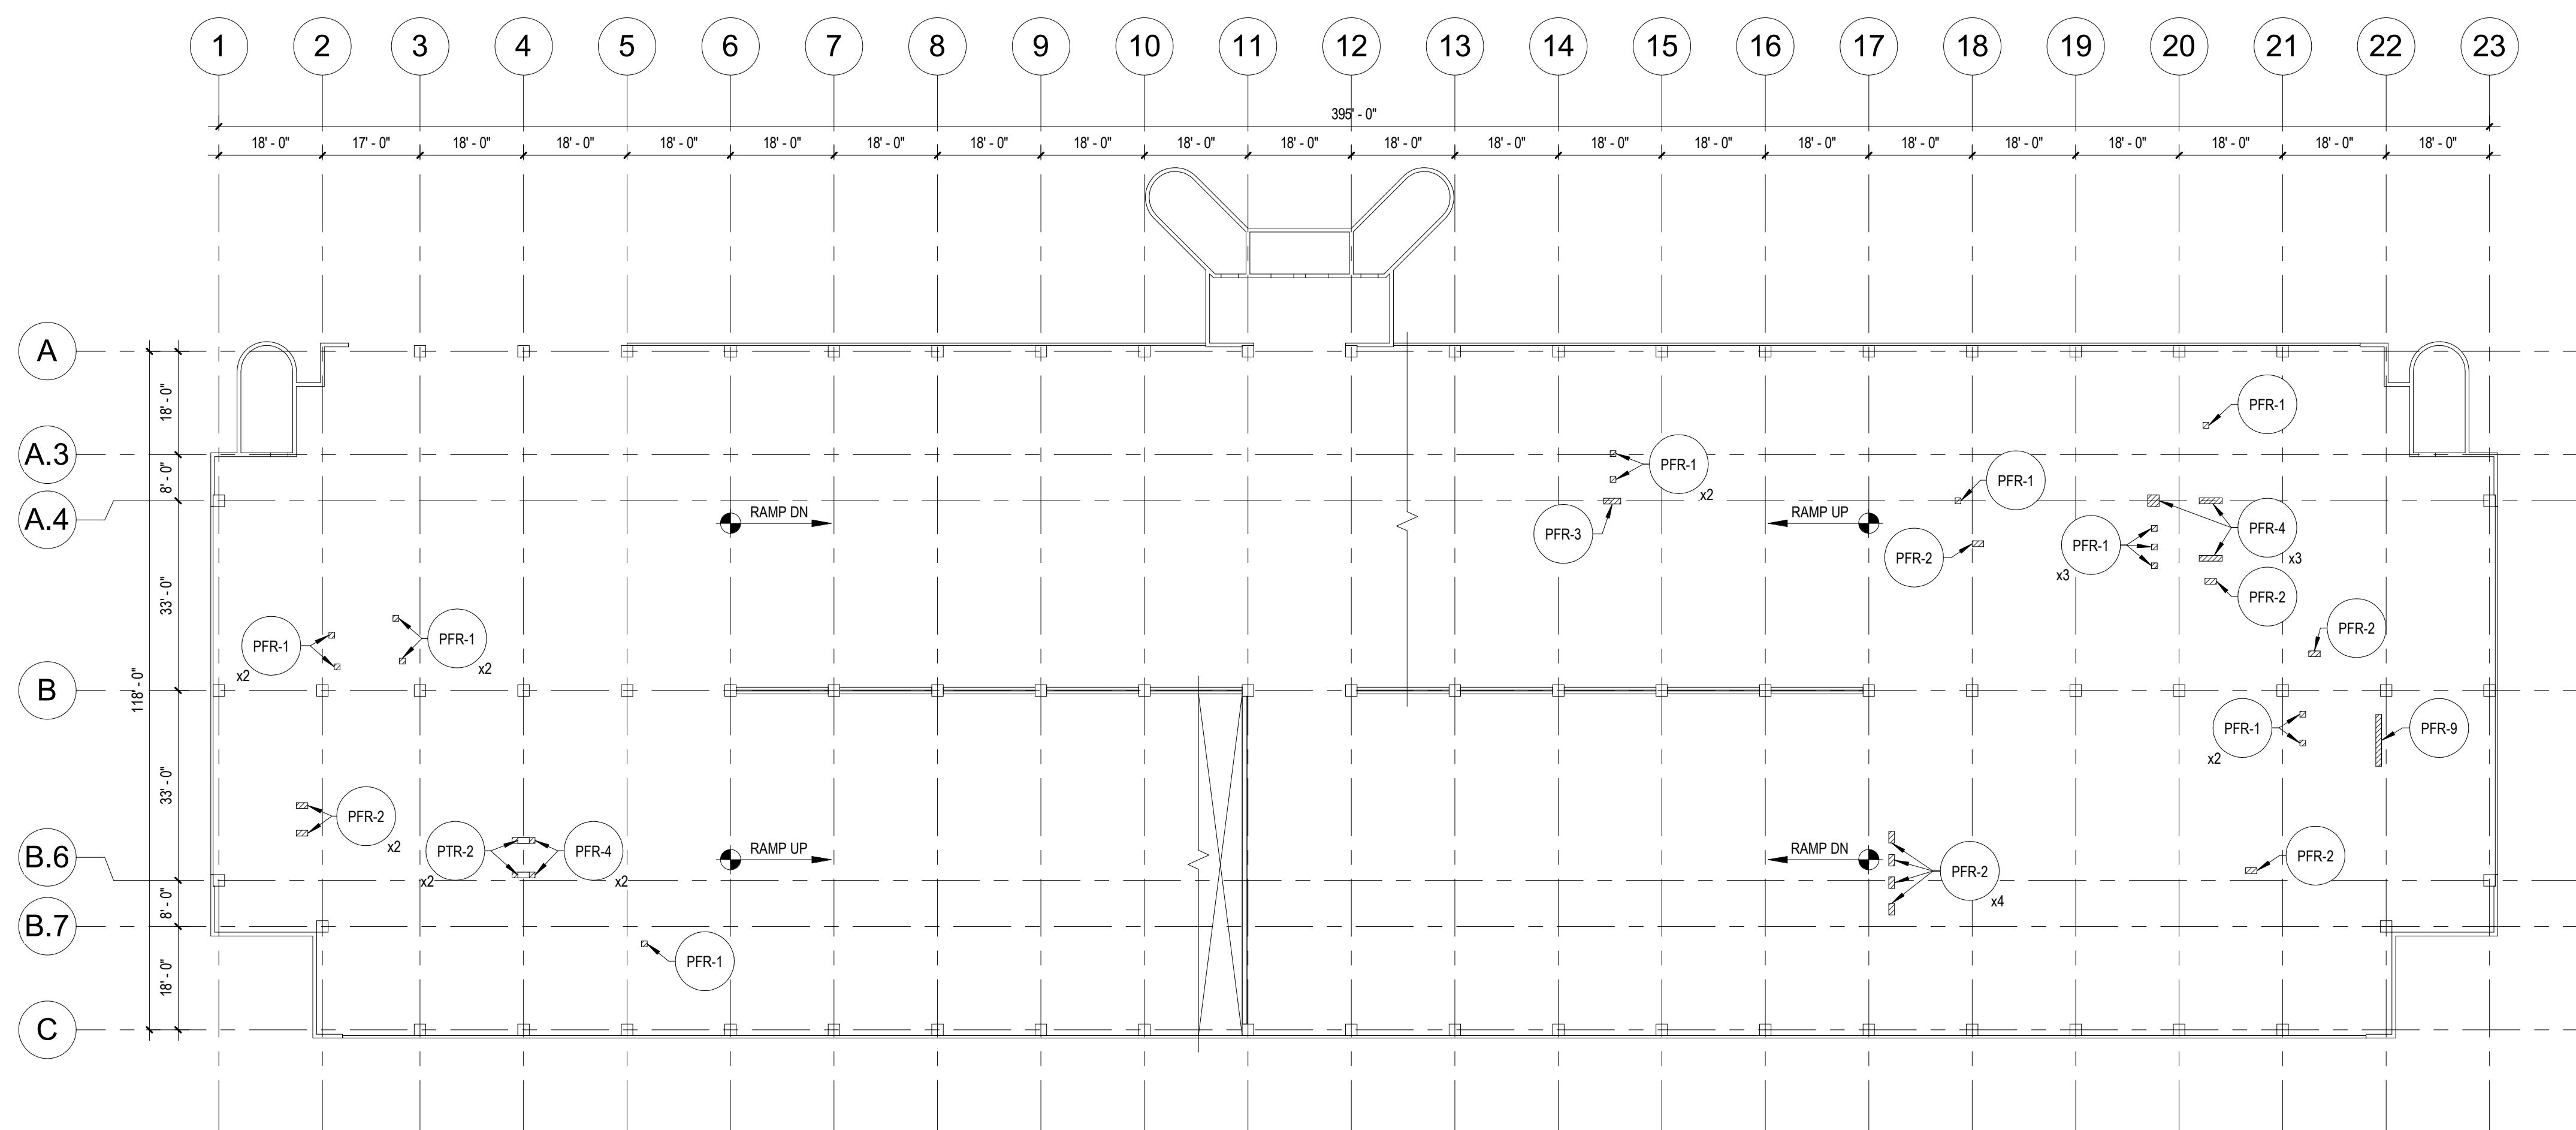 1 2 3 4 5 6 7 8 9 10 11 12 13 14 15 16 17 18 19 20 21 22 23
395' - 0"
18' - 0" 17' - 0" 18' - 0" 18' - 0" 18' - 0" 18' - 0" 18' - 0" 18' - 0" 18' - 0" 18' - 0" 18' - 0" 18' - 0" 18' - 0" 18' - 0" 18' - 0" 18' - 0" 18' - 0" 18' - 0" 18' - 0" 18' - 0" 18' - 0" 18' - 0"
A
18' - 0"
PFR-1
A.3
8' - 0"
PFR-1
x2
PFR-1
A.4
RAMP DN
PFR-3
RAMP UP
PFR-2
PFR-1
x3
PFR-4
x3
33' - 0"
PFR-2
PFR-1
x2
PFR-1
x2
PFR-2
118' - 0"
B
PFR-1
x2
PFR-9
33' - 0"
PFR-2
x2
PTR-2
x2
PFR-4
x2
RAMP UP
RAMP DN
PFR-2
x4
PFR-2
B.6
8' - 0"
B.7
PFR-1
18' - 0"
C